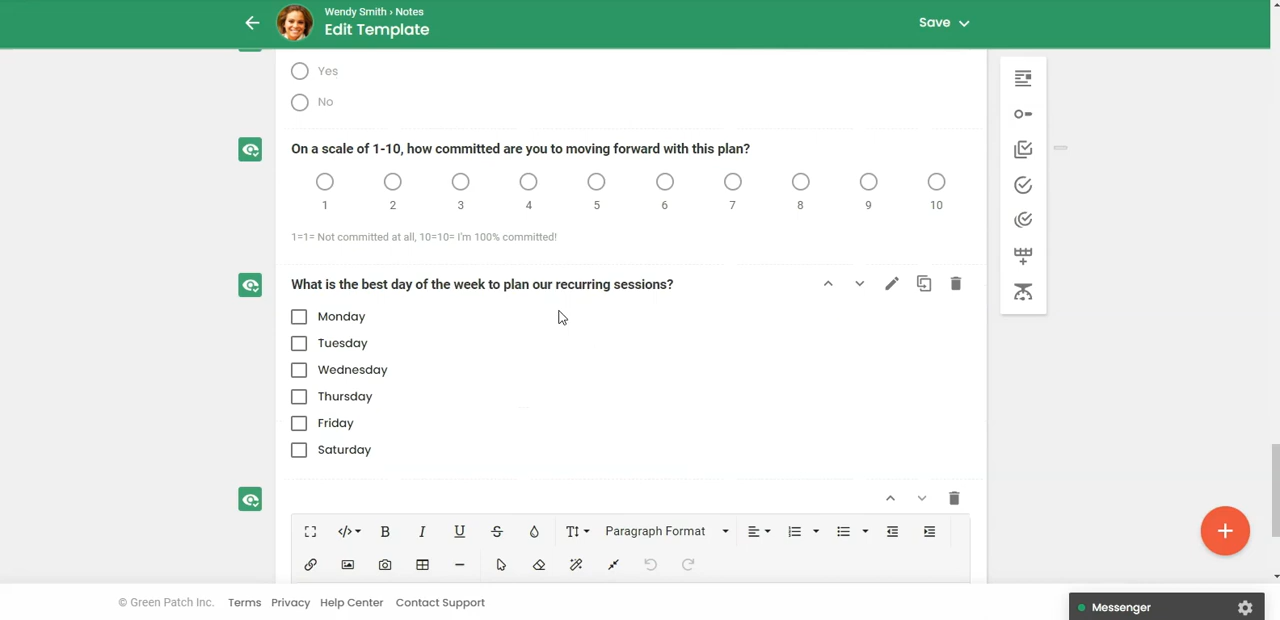 Wendy Smith › Notes
Edit Template
Save
Yes
No
On a scale of 1-10, how committed are you to moving forward with this plan?
1 2 3 4 5 6 7 8 9 10
1=1= Not committed at all, 10=10= I'm 100% committed!
What is the best day of the week to plan our recurring sessions?
Monday
Tuesday
Wednesday
Thursday
Friday
Saturday
Paragraph Format
© Green Patch Inc. Terms Privacy Help Center Contact Support
Messenger